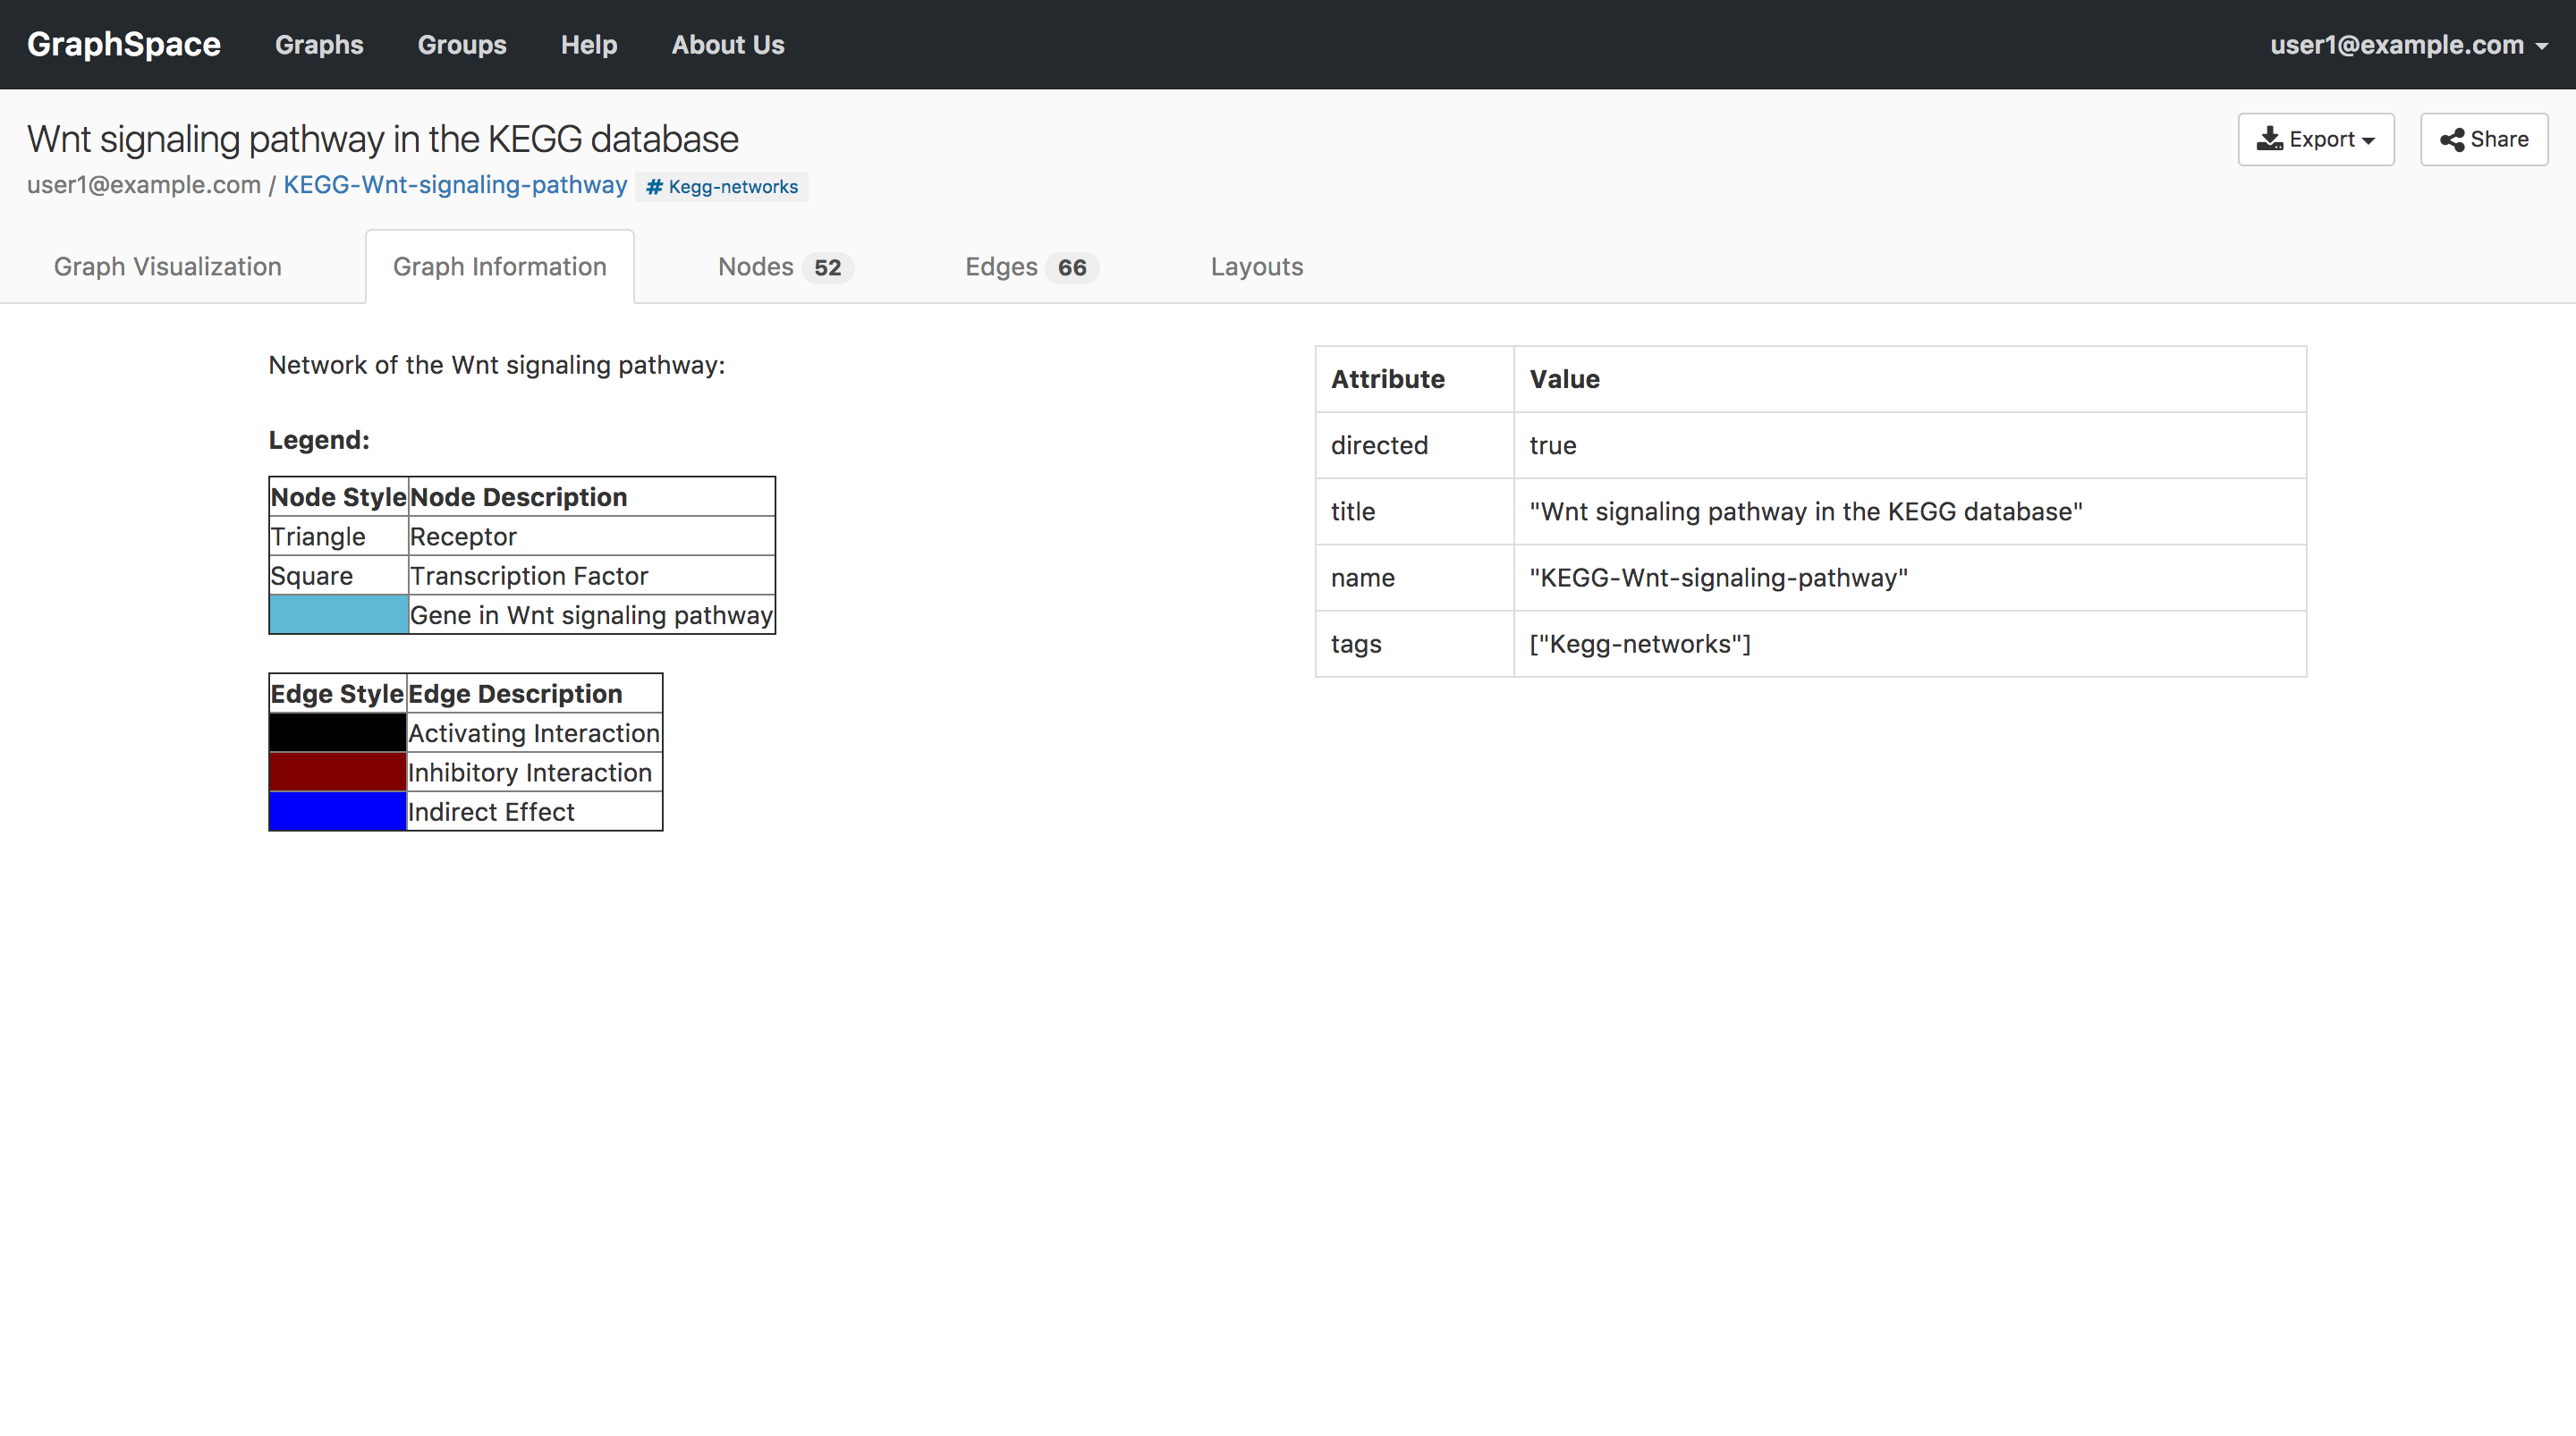 GraphSpace Graphs Groups Help About Us user1@example.com
Wnt signaling pathway in the KEGG database
Export Share
user1@example.com / KEGG-Wnt-signaling-pathway # Kegg-networks
Graph Visualization Graph Information Nodes 52 Edges 66 Layouts
Network of the Wnt signaling pathway:
Legend:
Node Style Node Description
Triangle Receptor
Square Transcription Factor
Gene in Wnt signaling pathway
Edge Style Edge Description
Activating Interaction
Inhibitory Interaction
Indirect Effect
Attribute Value
directed true
title "Wnt signaling pathway in the KEGG database"
name "KEGG-Wnt-signaling-pathway"
tags ["Kegg-networks"]